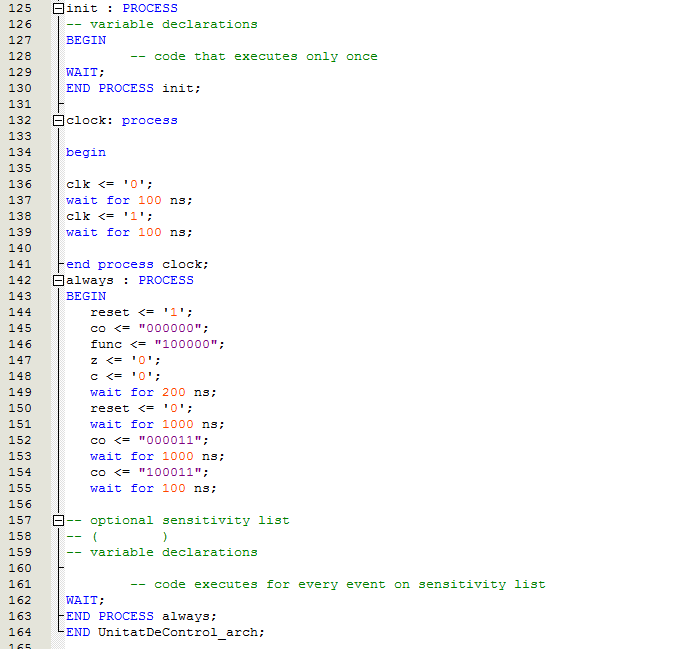 125 init : PROCESS
126 -- variable declarations
127 BEGIN
128 -- code that executes only once
129 WAIT;
130 END PROCESS init;
131
132 clock: process
133
134 begin
135
136 clk <= '0';
137 wait for 100 ns;
138 clk <= '1';
139 wait for 100 ns;
140
141 end process clock;
142 always : PROCESS
143 BEGIN
144 reset <= '1';
145 co <= "000000";
146 func <= "100000";
147 z <= '0';
148 c <= '0';
149 wait for 200 ns;
150 reset <= '0';
151 wait for 1000 ns;
152 co <= "000011";
153 wait for 1000 ns;
154 co <= "100011";
155 wait for 100 ns;
156
157 -- optional sensitivity list
158 -- (        )
159 -- variable declarations
160
161 -- code executes for every event on sensitivity list
162 WAIT;
163 END PROCESS always;
164 END UnitatDeControl_arch;
165